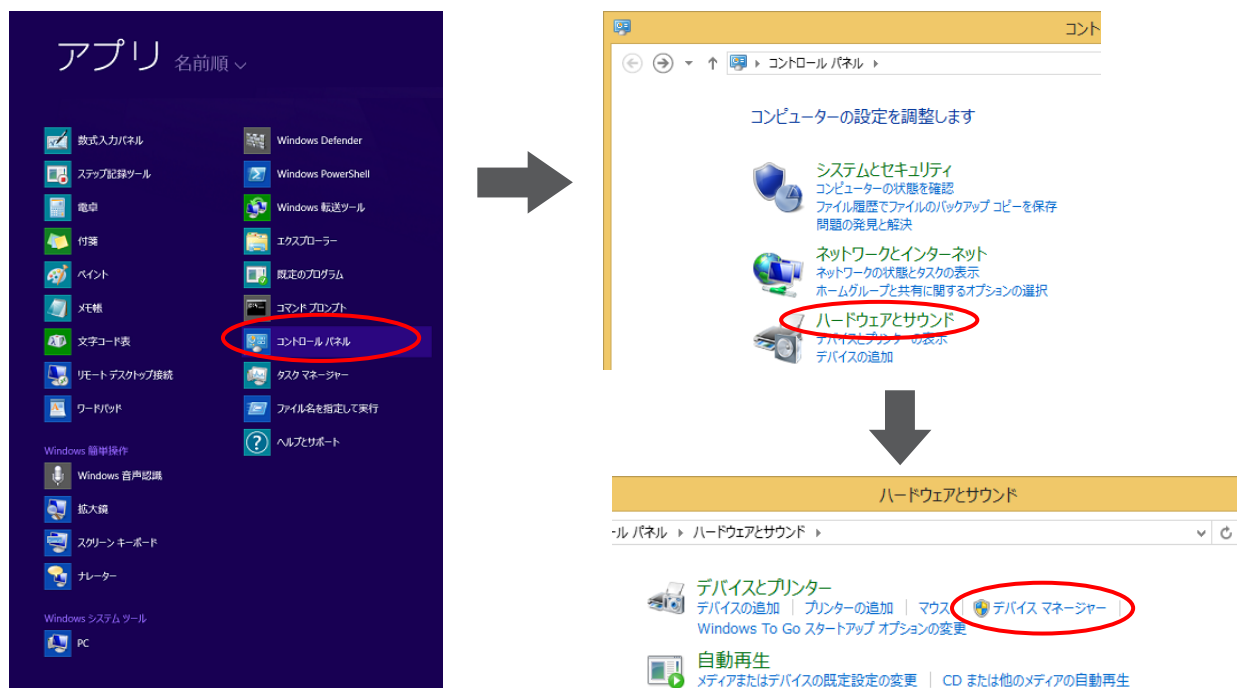 アプリ 名前順
数式入力パネル
ステップ記録ツール
電卓
付箋
ペイント
メモ帳
文字コード表
リモート デスクトップ接続
ワードパッド
Windows 簡単操作
Windows 音声認識
拡大鏡
スクリーン キーボード
ナレーター
Windows システム ツール
PC
Windows Defender
Windows PowerShell
Windows 転送ツール
エクスプローラー
既定のプログラム
コマンド プロンプト
コントロール パネル
タスク マネージャー
ファイル名を指定して実行
ヘルプとサポート
コント
コントロール パネル
コンピューターの設定を調整します
システムとセキュリティ
コンピューターの状態を確認
ファイル履歴でファイルのバックアップ コピーを保存
問題の発見と解決
ネットワークとインターネット
ネットワークの状態とタスクの表示
ホームグループと共有に関するオプションの選択
ハードウェアとサウンド
デバイスとプリンターの表示
デバイスの追加
ハードウェアとサウンド
ール パネル ハードウェアとサウンド
デバイスとプリンター
デバイスの追加 プリンターの追加 マウス デバイス マネージャー
Windows To Go スタートアップ オプションの変更
自動再生
メディアまたはデバイスの既定設定の変更 CD または他のメディアの自動再生